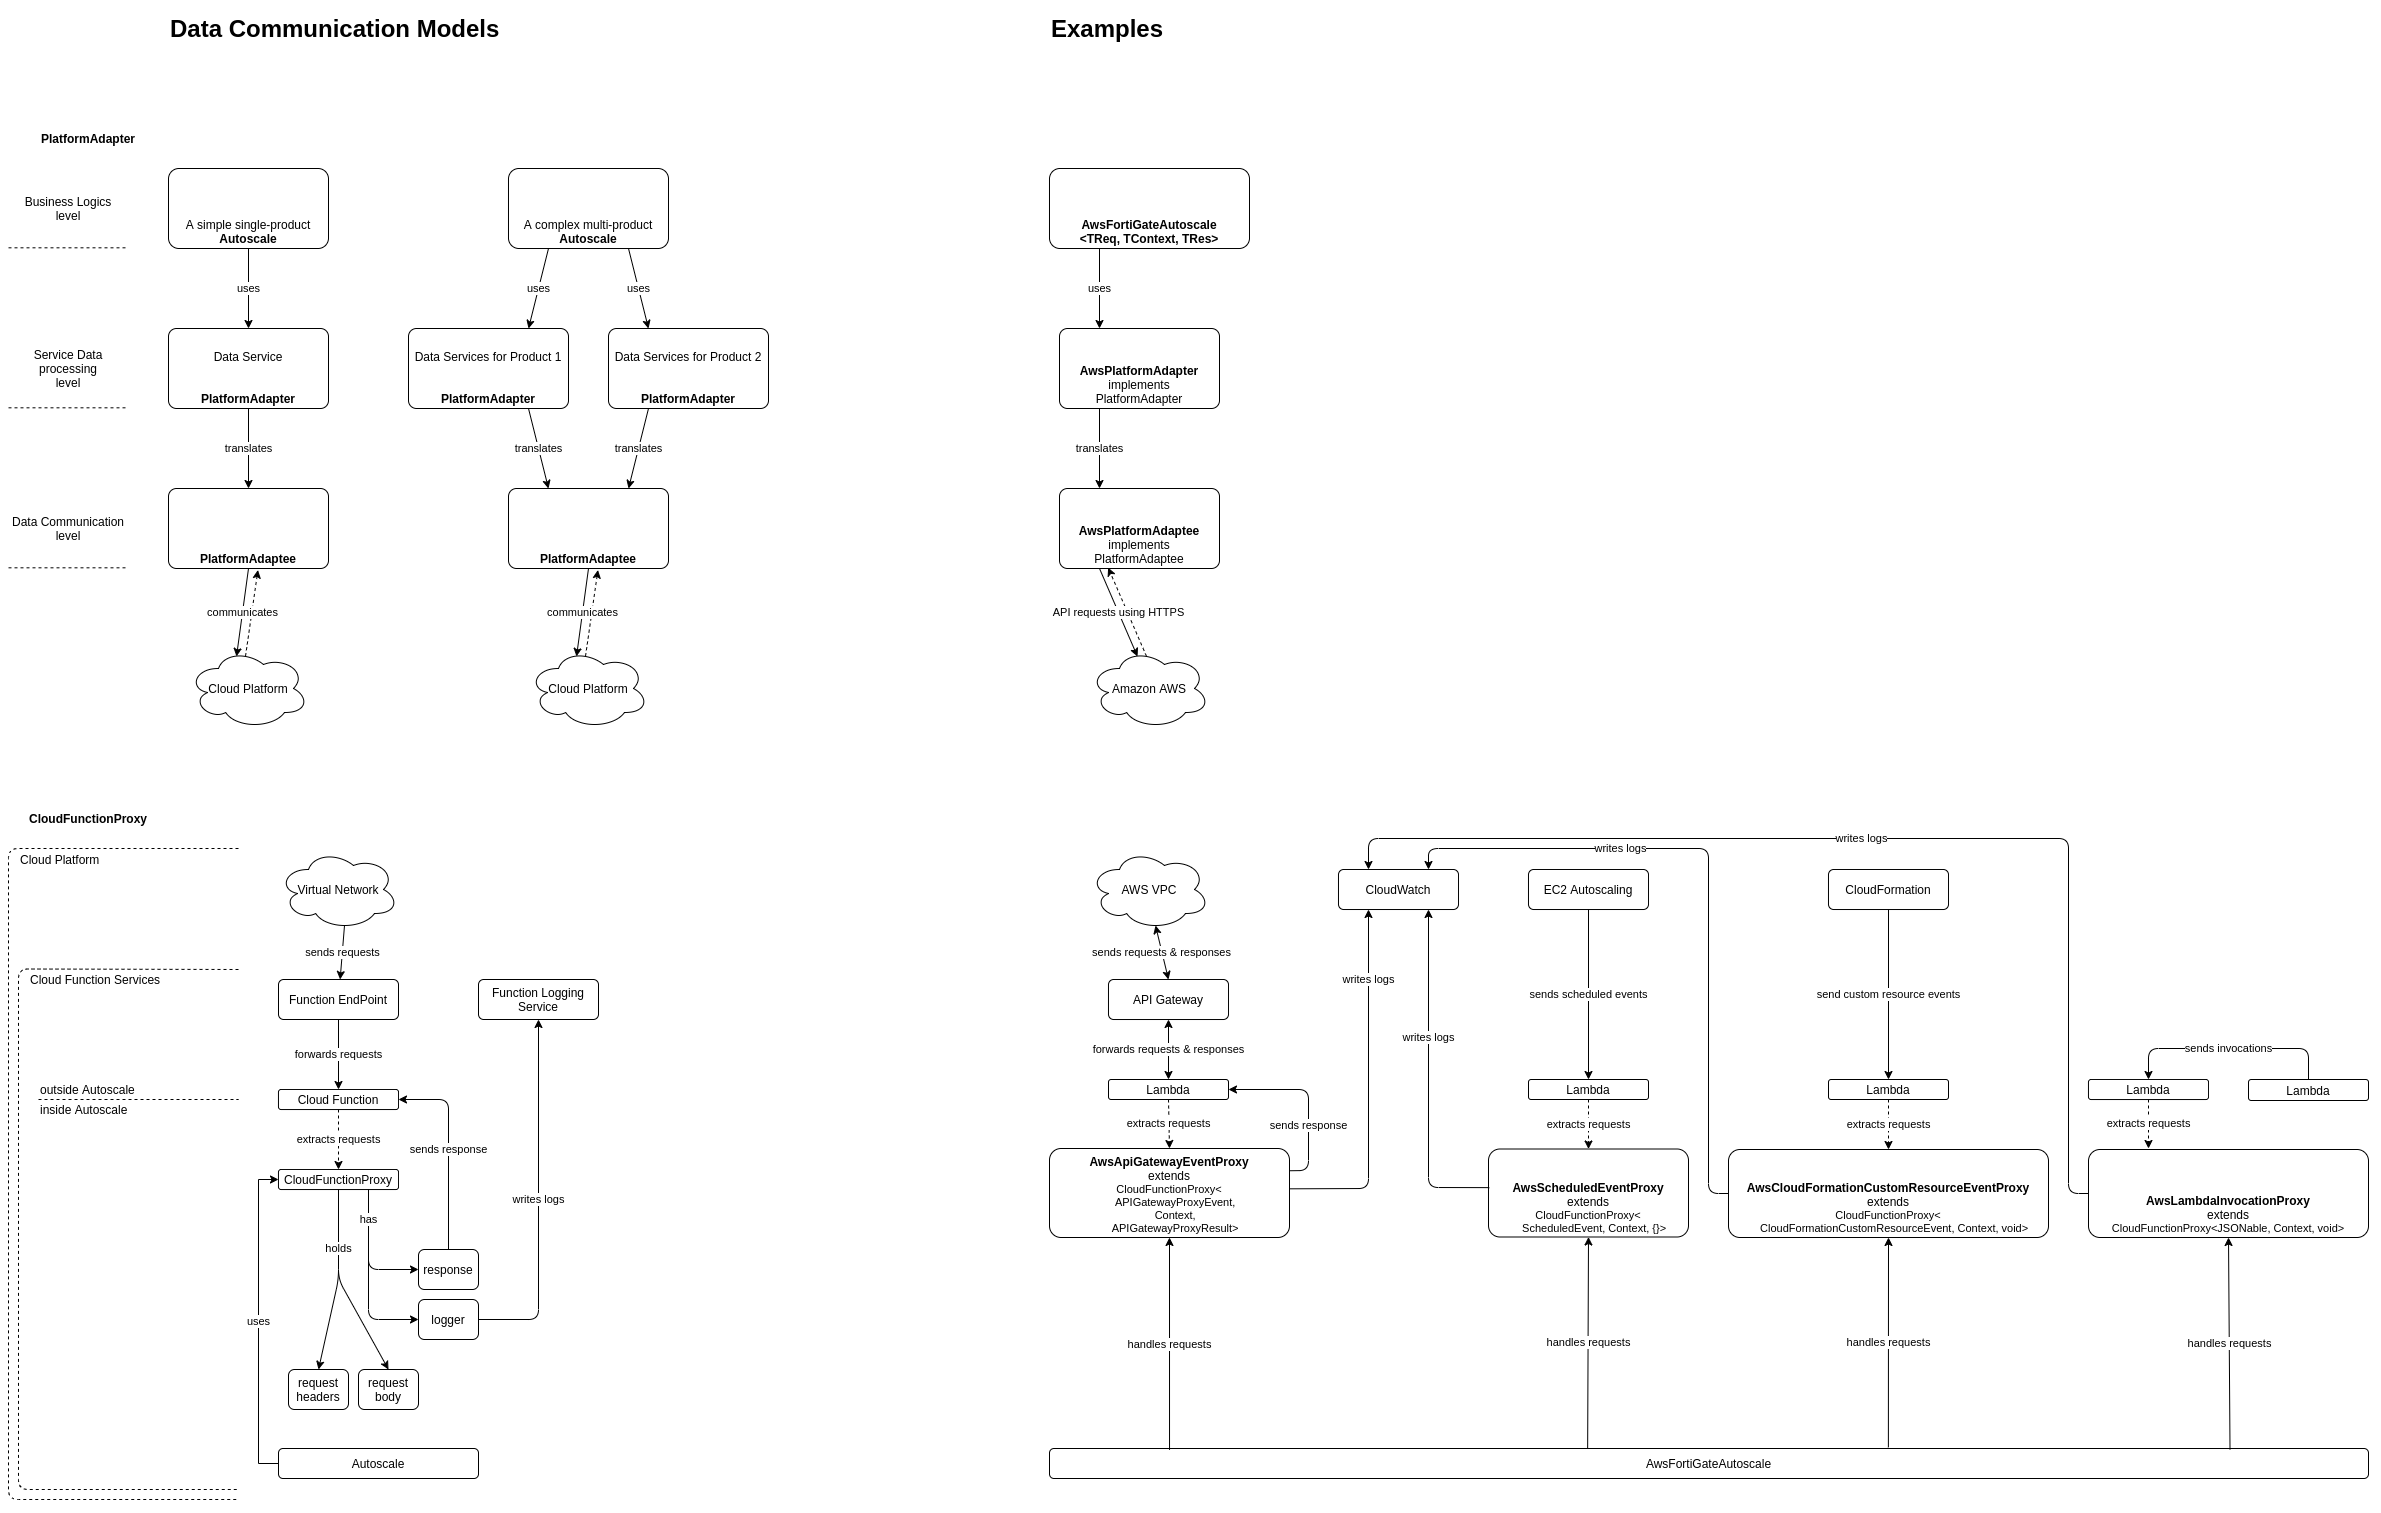 Data Communication Models
Examples
PlatformAdapter
Business Logics
level
A simple single-product
Autoscale
A complex multi-product
Autoscale
AwsFortiGateAutoscale
<TReq, TContext, TRes>
uses
uses
uses
uses
Service Data
processing
level
Data Service
PlatformAdapter
Data Services for Product 1
PlatformAdapter
Data Services for Product 2
PlatformAdapter
AwsPlatformAdapter
implements
PlatformAdapter
translates
translates
translates
translates
Data Communication
level
PlatformAdaptee
PlatformAdaptee
AwsPlatformAdaptee
implements
PlatformAdaptee
communicates
communicates
API requests using HTTPS
Cloud Platform
Cloud Platform
Amazon AWS
CloudFunctionProxy
Cloud Platform
Virtual Network
sends requests
Cloud Function Services
Function EndPoint
Function Logging
Service
forwards requests
outside Autoscale
inside Autoscale
Cloud Function
extracts requests
sends response
CloudFunctionProxy
has
writes logs
holds
response
logger
uses
request
headers
request
body
Autoscale
writes logs
writes logs
AWS VPC
CloudWatch
EC2 Autoscaling
CloudFormation
sends requests & responses
writes logs
API Gateway
sends scheduled events
send custom resource events
writes logs
forwards requests & responses
sends invocations
Lambda
Lambda
Lambda
Lambda
Lambda
extracts requests
sends response
extracts requests
extracts requests
extracts requests
AwsApiGatewayEventProxy
extends
CloudFunctionProxy<
APIGatewayProxyEvent,
Context,
APIGatewayProxyResult>
AwsScheduledEventProxy
extends
CloudFunctionProxy<
ScheduledEvent, Context, {}>
AwsCloudFormationCustomResourceEventProxy
extends
CloudFunctionProxy<
CloudFormationCustomResourceEvent, Context, void>
AwsLambdaInvocationProxy
extends
CloudFunctionProxy<JSONable, Context, void>
handles requests
handles requests
handles requests
handles requests
AwsFortiGateAutoscale